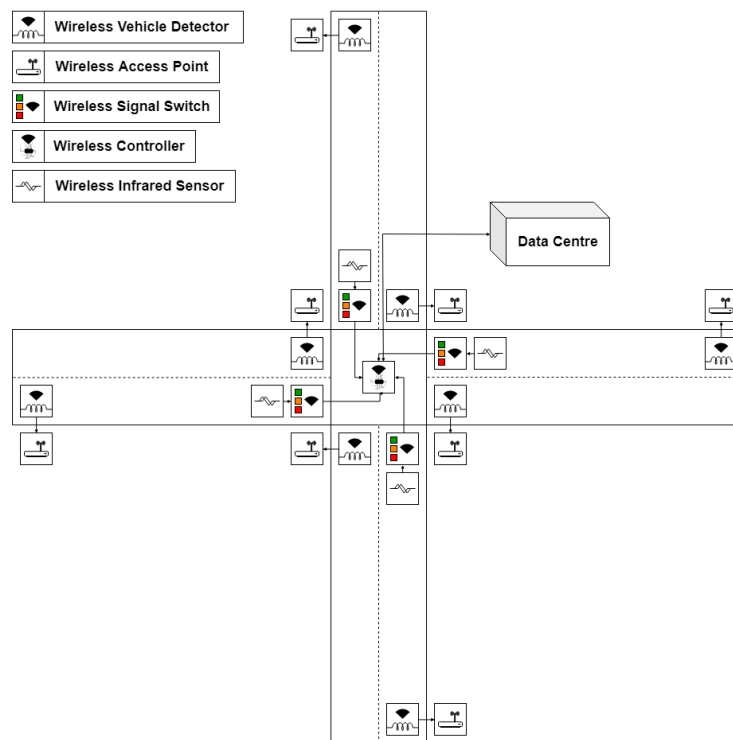 Wireless Vehicle Detector
Wireless Access Point
Wireless Signal Switch
Wireless Controller
Wireless Infrared Sensor
Data Centre